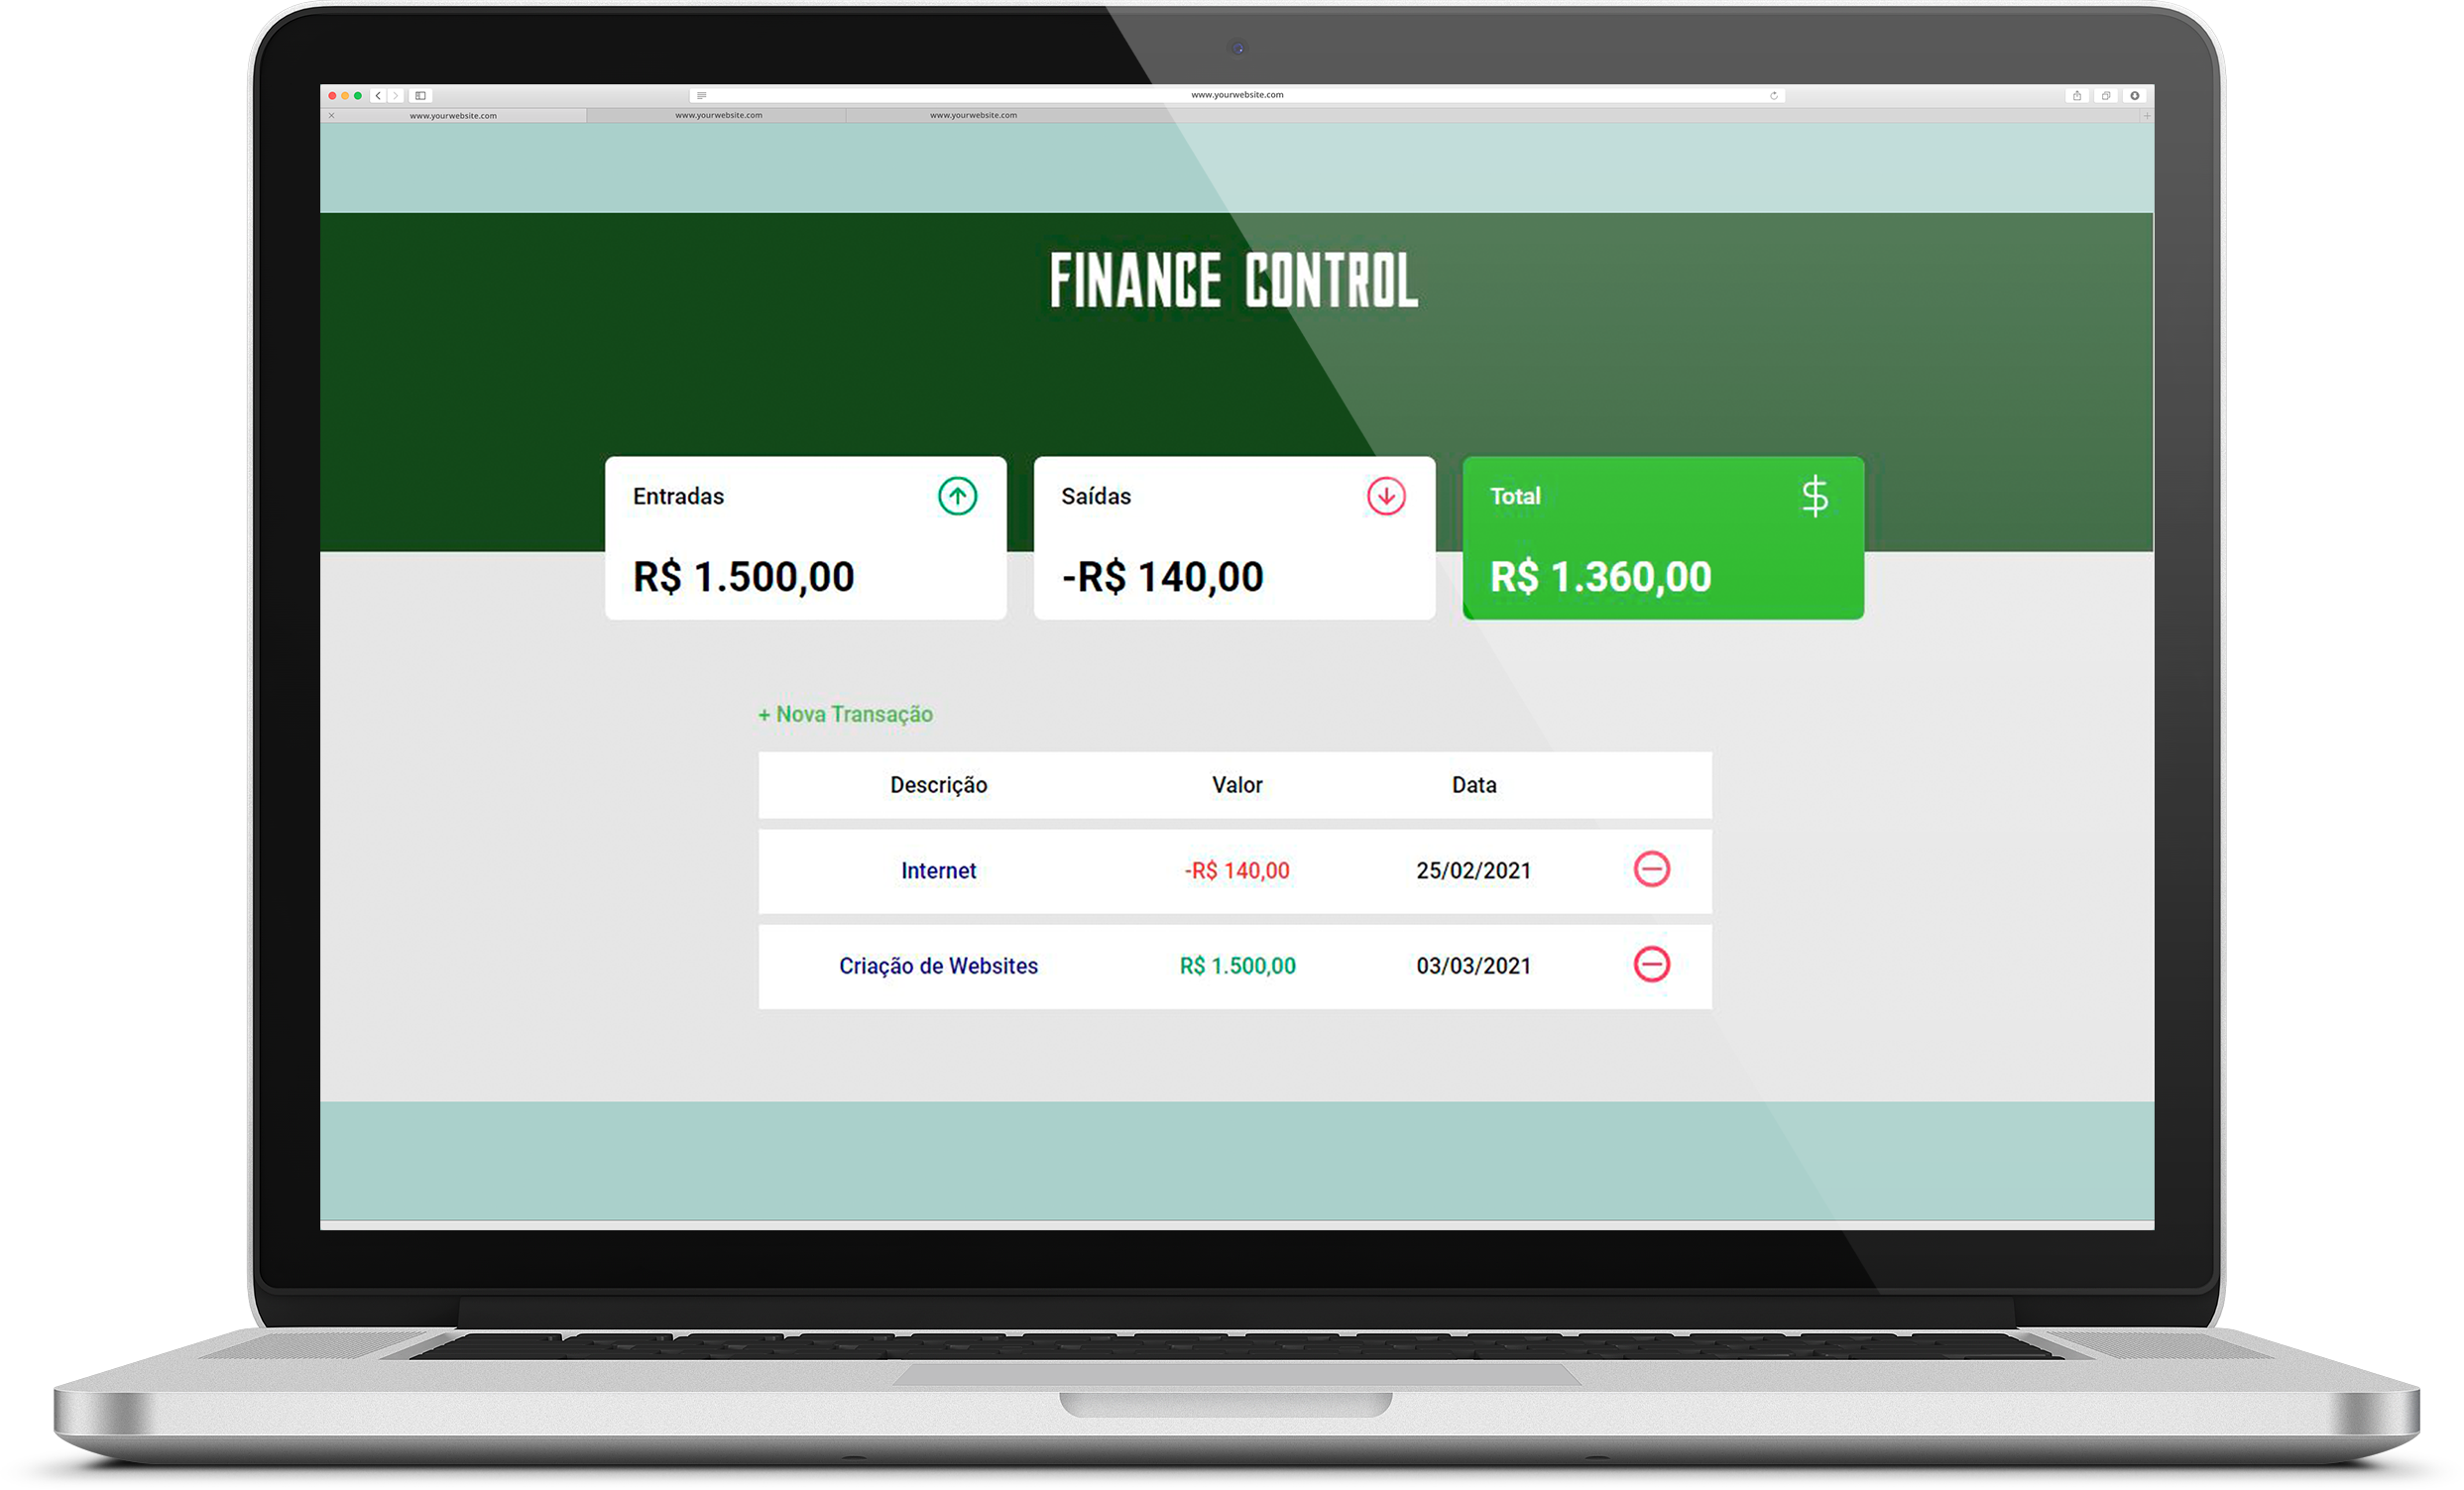 www.yourwebsite.com
www.yourwebsite.com www.yourwebsite.com www.yourwebsite.com
FINANCE CONTROL
Entradas Saídas Total
R$ 1.500,00 -R$ 140,00 R$ 1.360,00
+ Nova Transação
Descrição Valor Data
Internet -R$ 140,00 25/02/2021
Criação de Websites R$ 1.500,00 03/03/2021